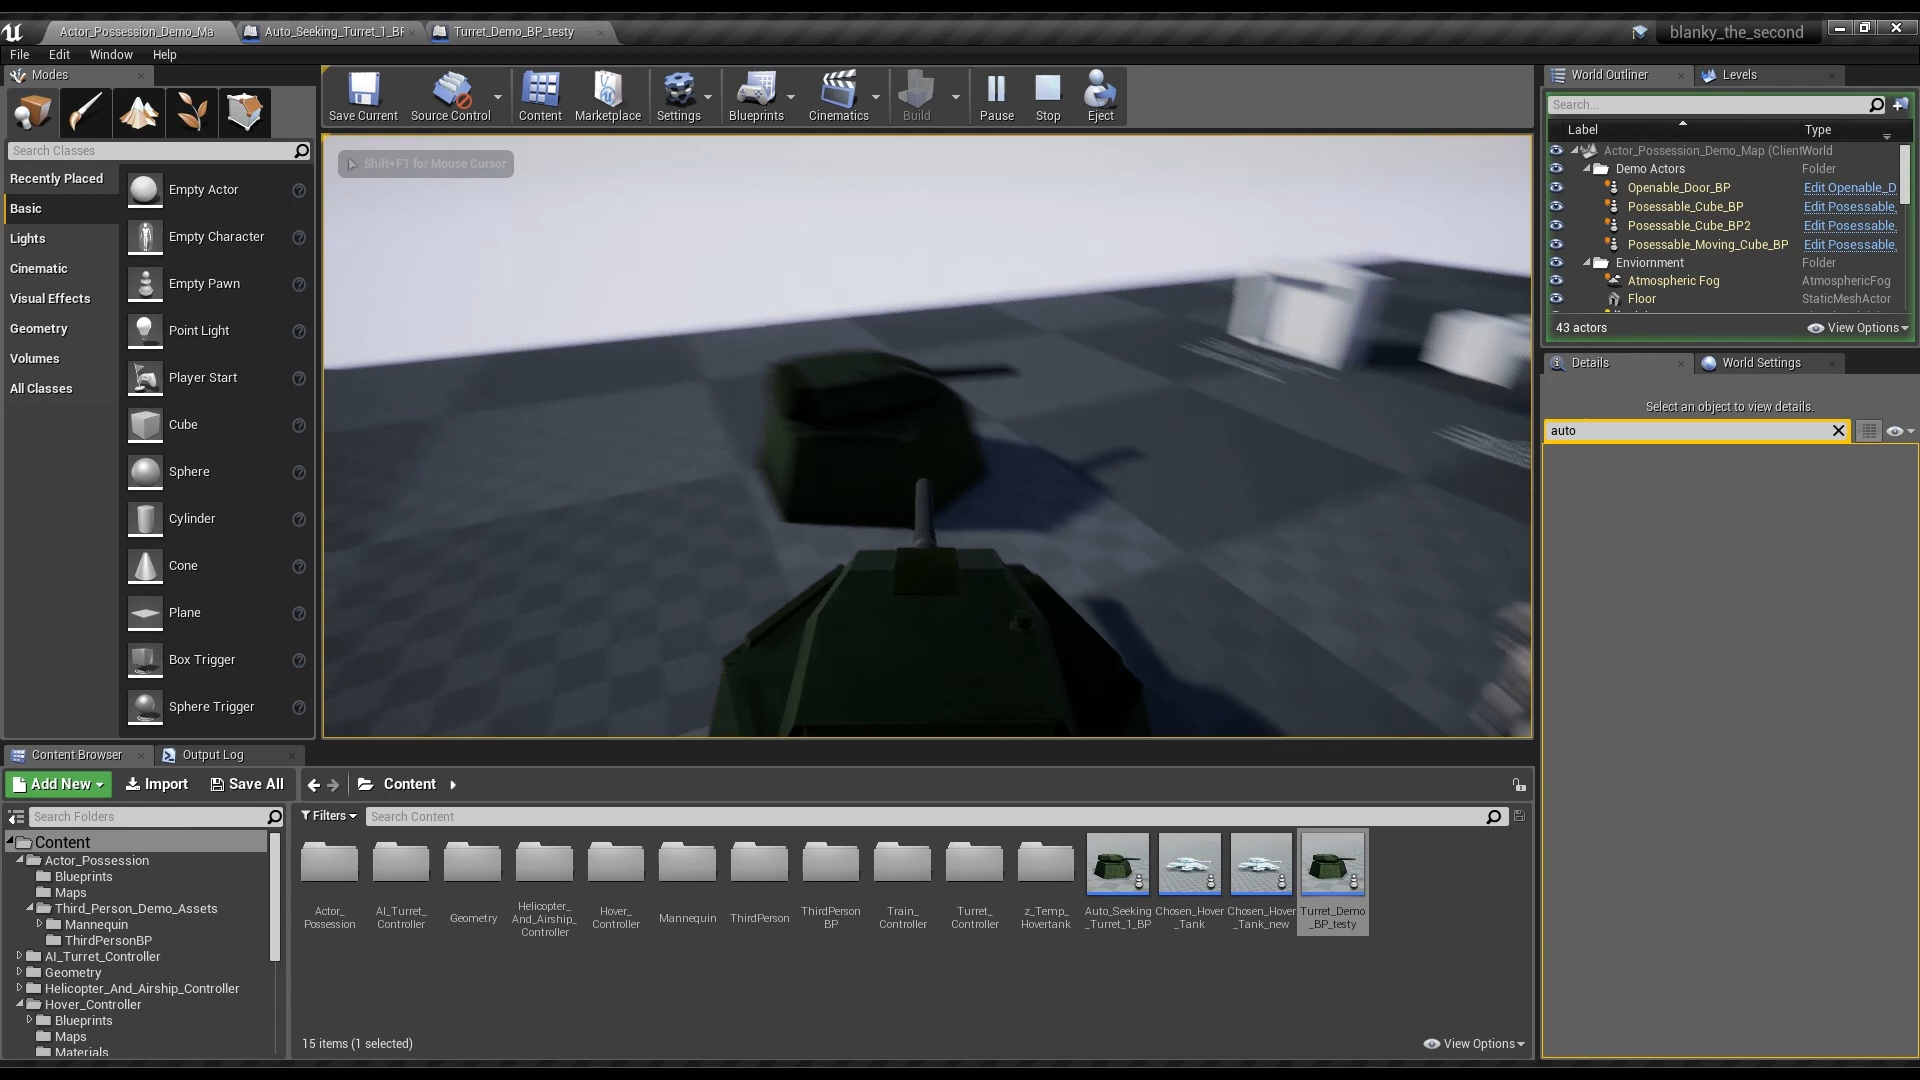 Actor_Possession_Demo_Ma
Auto_Seeking_Turret_1_BF
Turret_Demo_BP_testy
blanky_the_second
File Edit Window Help
Modes
Search Classes
Recently Placed
Basic
Lights
Cinematic
Visual Effects
Geometry
Volumes
All Classes
Empty Actor
Empty Character
Empty Pawn
Point Light
Player Start
Cube
Sphere
Cylinder
Cone
Plane
Box Trigger
Sphere Trigger
Save Current
Source Control
Content
Marketplace
Settings
Blueprints
Cinematics
Build
Pause
Stop
Eject
Shift+F1 for Mouse Cursor
World Outliner
Levels
Search...
Label Type
Actor_Possession_Demo_Map (Client World
Demo Actors Folder
Openable_Door_BP Edit Openable_D
Posessable_Cube_BP Edit Posessable_
Posessable_Cube_BP2 Edit Posessable_
Posessable_Moving_Cube_BP Edit Posessable_
Enviornment Folder
Atmospheric Fog AtmosphericFog
Floor StaticMeshActor
43 actors
View Options
Details
World Settings
Select an object to view details.
auto
Content Browser
Output Log
Add New
Import
Save All
Content
Search Folders
Filters
Search Content
Content
Actor_Possession
Blueprints
Maps
Third_Person_Demo_Assets
Mannequin
ThirdPersonBP
AI_Turret_Controller
Geometry
Helicopter_And_Airship_Controller
Hover_Controller
Blueprints
Maps
Materials
Actor_
Possession
AI_Turret_
Controller
Geometry
Helicopter_
And_Airship_
Controller
Hover_
Controller
Mannequin
ThirdPerson
ThirdPerson
BP
Train_
Controller
Turret_
Controller
z_Temp_
Hovertank
Auto_Seeking
_Turret_1_BP
Chosen_Hover
_Tank
Chosen_Hover
_Tank_new
Turret_Demo
_BP_testy
15 items (1 selected)
View Options